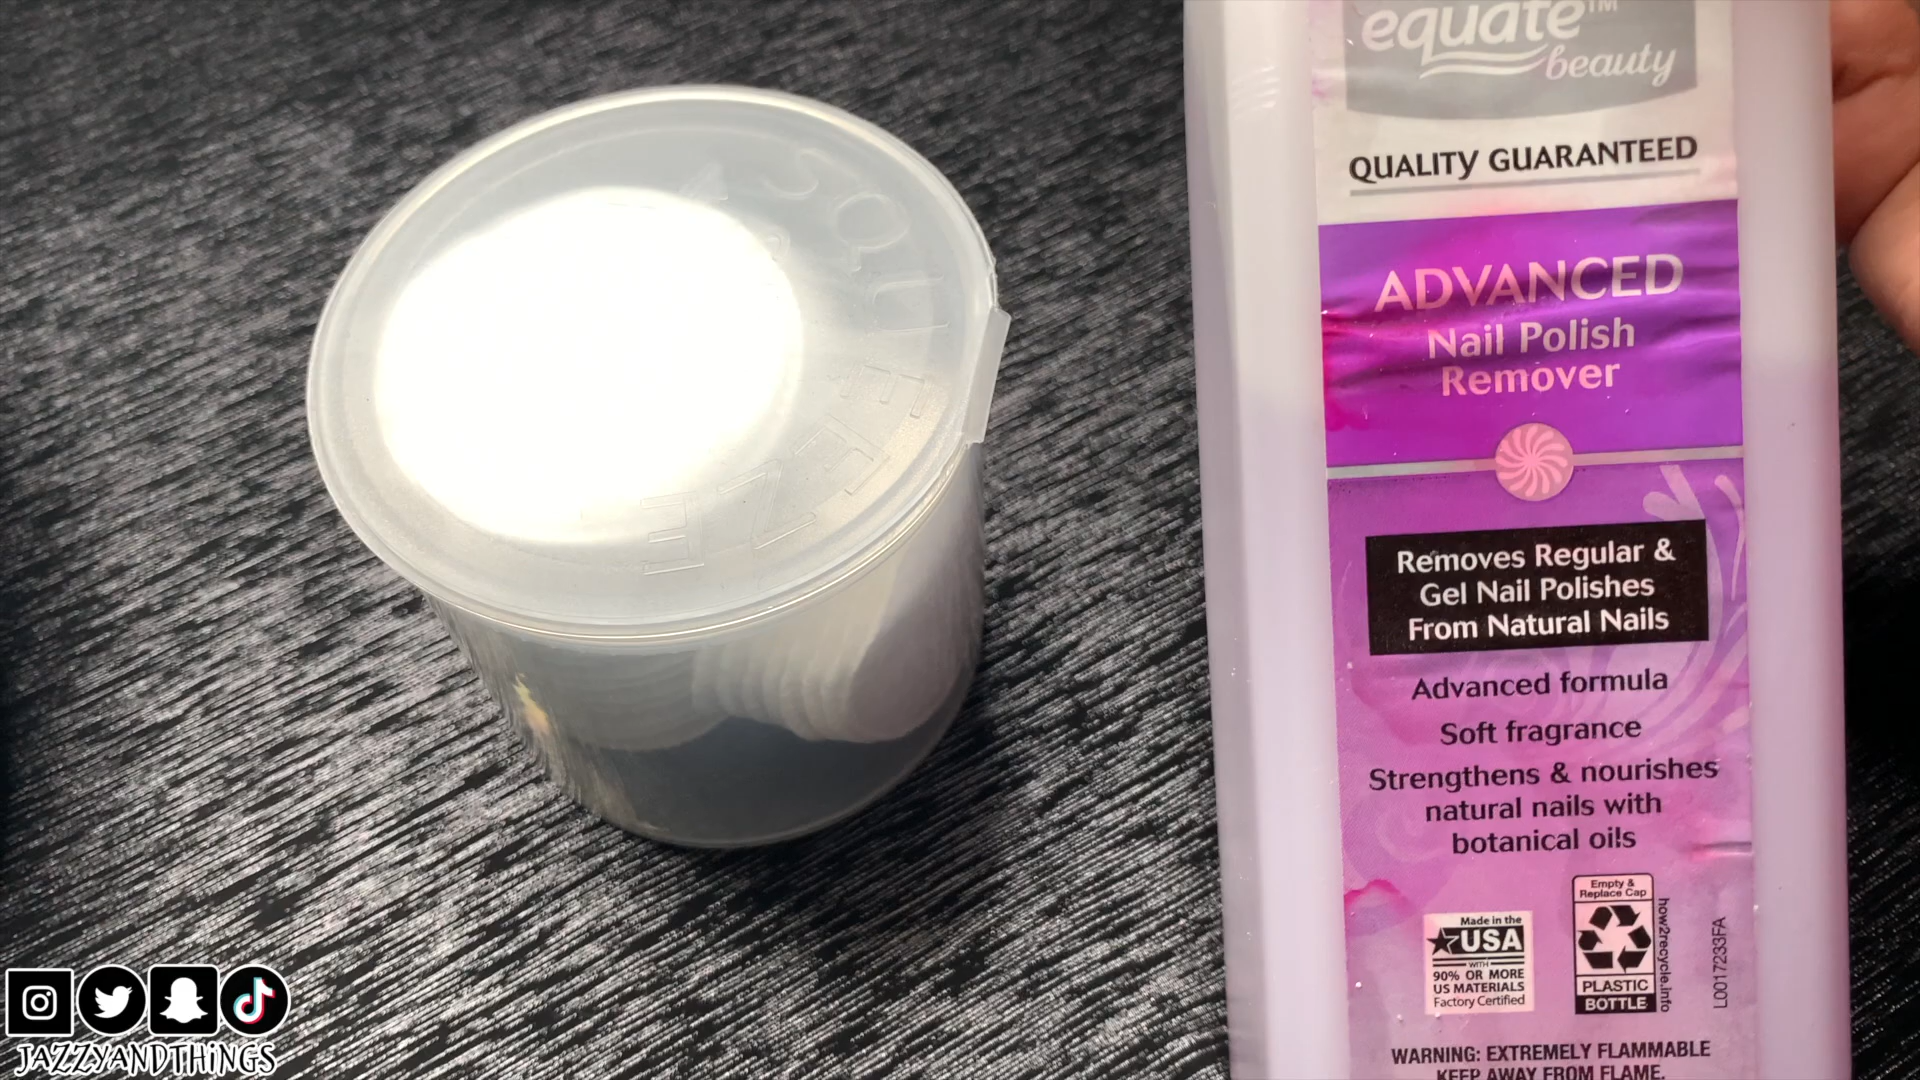 SQUEEZE
equate™
beauty
QUALITY GUARANTEED
ADVANCED
Nail Polish
Remover
Removes Regular &
Gel Nail Polishes
From Natural Nails
Advanced formula
Soft fragrance
Strengthens & nourishes
natural nails with
botanical oils
Made in the
USA
WITH
90% OR MORE
US MATERIALS
Factory Certified
Empty &
Replace Cap
PLASTIC
BOTTLE
how2recycle.info
L0017233FA
WARNING: EXTREMELY FLAMMABLE
KEEP AWAY FROM FLAME,
JAZZYANDTHiNGS